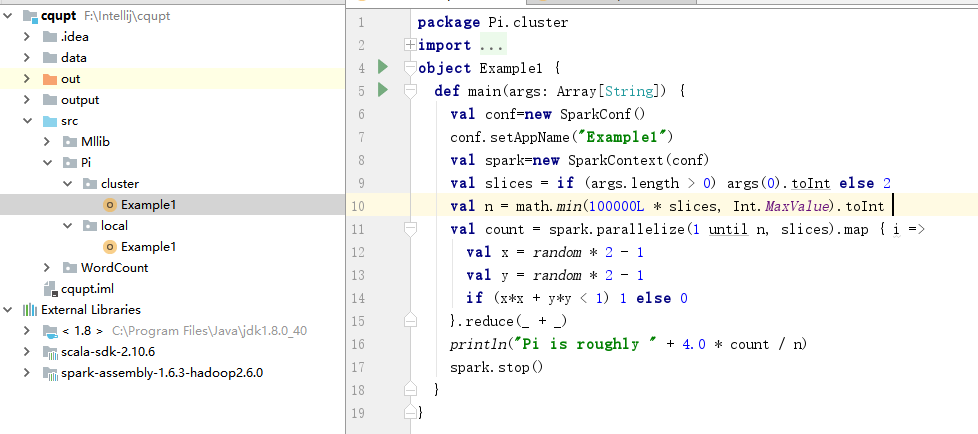 cqupt F:\Intellij\cqupt
.idea
data
out
output
src
Mllib
Pi
cluster
Example1
local
Example1
WordCount
cqupt.iml
External Libraries
< 1.8 > C:\Program Files\Java\jdk1.8.0_40
scala-sdk-2.10.6
spark-assembly-1.6.3-hadoop2.6.0
1 package Pi.cluster
2 import ...
4 object Example1 {
5 def main(args: Array[String]) {
6 val conf=new SparkConf()
7 conf.setAppName("Example1")
8 val spark=new SparkContext(conf)
9 val slices = if (args.length > 0) args(0).toInt else 2
10 val n = math.min(100000L * slices, Int.MaxValue).toInt
11 val count = spark.parallelize(1 until n, slices).map { i =>
12 val x = random * 2 - 1
13 val y = random * 2 - 1
14 if (x*x + y*y < 1) 1 else 0
15 }.reduce(_ + _)
16 println("Pi is roughly " + 4.0 * count / n)
17 spark.stop()
18 }
19 }